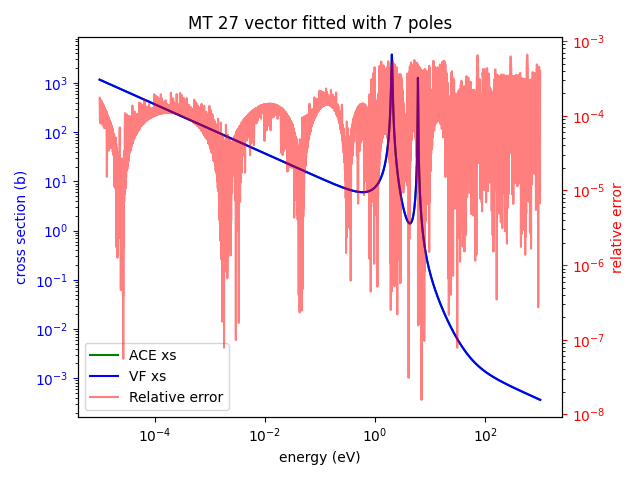 MT 27 vector fitted with 7 poles
10³
10²
10¹
10⁰
10⁻¹
10⁻²
10⁻³
cross section (b)
10⁻³
10⁻⁴
10⁻⁵
10⁻⁶
10⁻⁷
10⁻⁸
relative error
ACE xs
VF xs
Relative error
10⁻⁴
10⁻²
10⁰
10²
energy (eV)